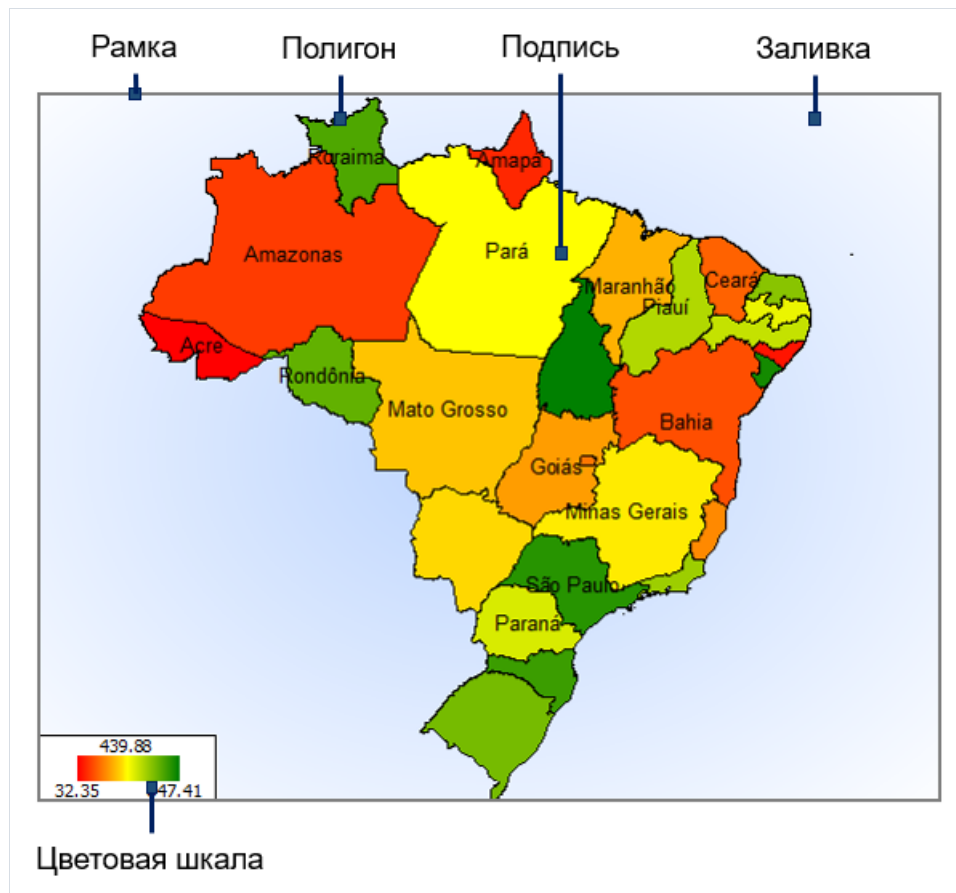 Рамка
Полигон
Подпись
Заливка
Roraima
Amapá
Amazonas
Pará
Maranhão
Ceará
Piauí
Acre
Rondônia
Mato Grosso
Bahia
Goiás
Minas Gerais
São Paulo
Paraná
439.88
32.35
47.41
Цветовая шкала